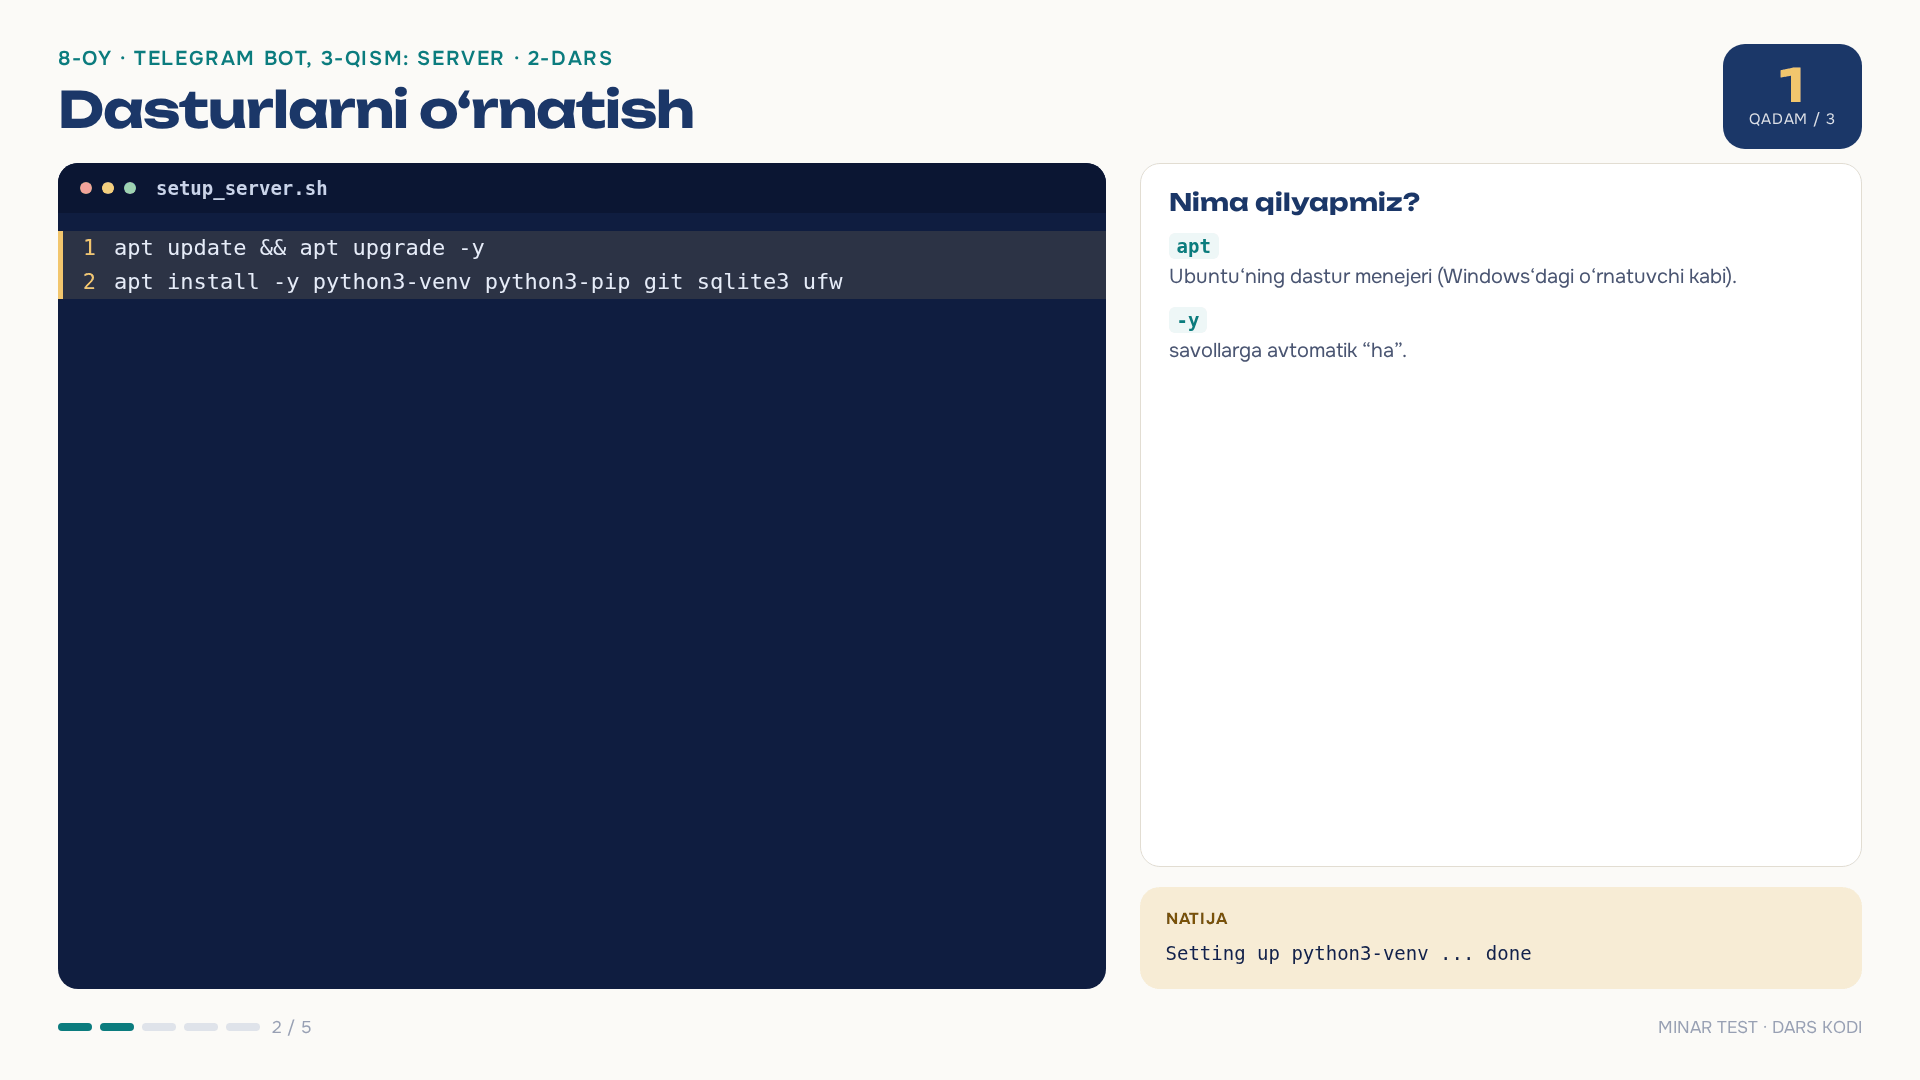 8-OY · TELEGRAM BOT, 3-QISM: SERVER · 2-DARS
Dasturlarni o‘rnatish
1
QADAM / 3
setup_server.sh
1 apt update && apt upgrade -y
2 apt install -y python3-venv python3-pip git sqlite3 ufw
Nima qilyapmiz?
apt
Ubuntu‘ning dastur menejeri (Windows‘dagi o‘rnatuvchi kabi).
-y
savollarga avtomatik “ha”.
NATIJA
Setting up python3-venv ... done
2 / 5
MINAR TEST · DARS KODI